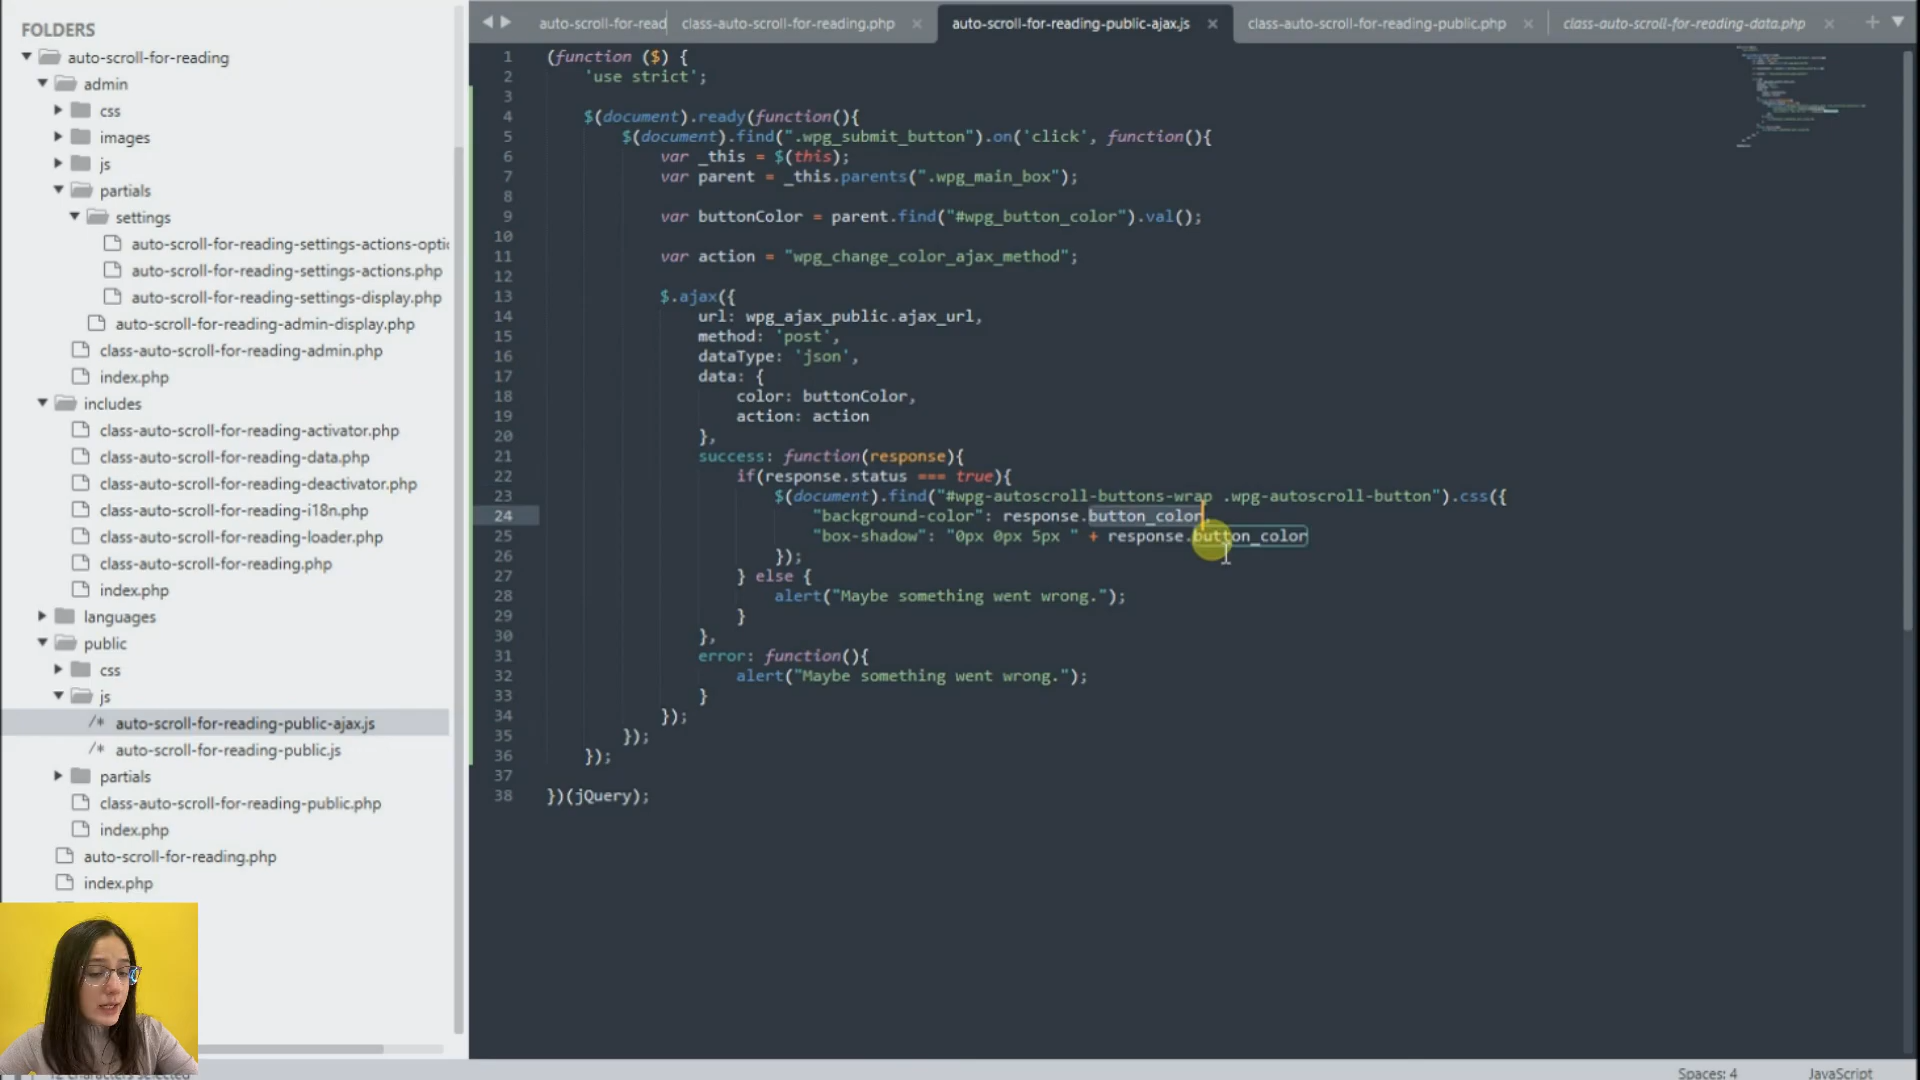 FOLDERS
auto-scroll-for-reading
admin
css
images
js
partials
settings
auto-scroll-for-reading-settings-actions-optio
auto-scroll-for-reading-settings-actions.php
auto-scroll-for-reading-settings-display.php
auto-scroll-for-reading-admin-display.php
class-auto-scroll-for-reading-admin.php
index.php
includes
class-auto-scroll-for-reading-activator.php
class-auto-scroll-for-reading-data.php
class-auto-scroll-for-reading-deactivator.php
class-auto-scroll-for-reading-i18n.php
class-auto-scroll-for-reading-loader.php
class-auto-scroll-for-reading.php
index.php
languages
public
css
js
/* auto-scroll-for-reading-public-ajax.js
/* auto-scroll-for-reading-public.js
partials
class-auto-scroll-for-reading-public.php
index.php
auto-scroll-for-reading.php
index.php
auto-scroll-for-read class-auto-scroll-for-reading.php × auto-scroll-for-reading-public-ajax.js × class-auto-scroll-for-reading-public.php × class-auto-scroll-for-reading-data.php × +
1 (function ($) {
2 'use strict';
3
4 $(document).ready(function(){
5 $(document).find(".wpg_submit_button").on('click', function(){
6 var _this = $(this);
7 var parent = _this.parents(".wpg_main_box");
8
9 var buttonColor = parent.find("#wpg_button_color").val();
10
11 var action = "wpg_change_color_ajax_method";
12
13 $.ajax({
14 url: wpg_ajax_public.ajax_url,
15 method: 'post',
16 dataType: 'json',
17 data: {
18 color: buttonColor,
19 action: action
20 },
21 success: function(response){
22 if(response.status === true){
23 $(document).find("#wpg-autoscroll-buttons-wrap .wpg-autoscroll-button").css({
24 "background-color": response.button_color,
25 "box-shadow": "0px 0px 5px " + response.button_color
26 });
27 } else {
28 alert("Maybe something went wrong.");
29 }
30 },
31 error: function(){
32 alert("Maybe something went wrong.");
33 }
34 });
35 });
36 });
37
38 })(jQuery);
12 characters selected
Spaces: 4 JavaScript